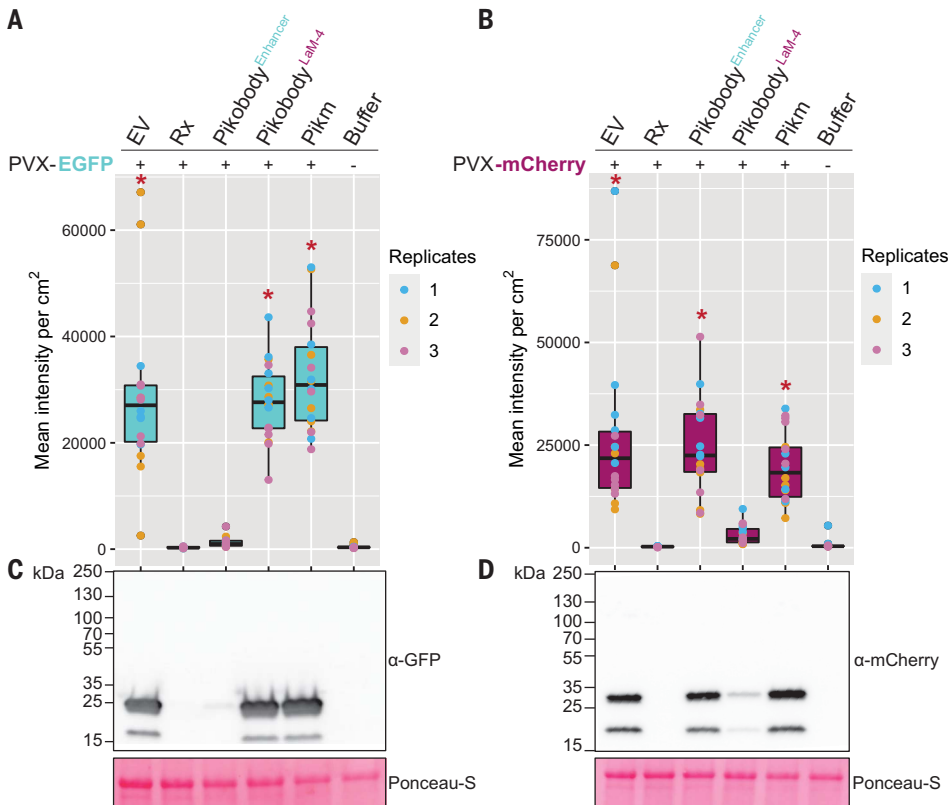 A
EV
Rx
Pikobody Enhancer
Pikobody LaM-4
Pikm
Buffer
PVX-EGFP + + + + + -
* * *
Mean intensity per cm2
60000
40000
20000
0
Replicates
1
2
3
B
EV
Rx
Pikobody Enhancer
Pikobody LaM-4
Pikm
Buffer
PVX-mCherry + + + + + -
* * *
Mean intensity per cm2
75000
50000
25000
0
Replicates
1
2
3
C
kDa
250
130
100
70
55
35
25
15
α-GFP
Ponceau-S
D
kDa
250
130
100
70
55
35
25
15
α-mCherry
Ponceau-S